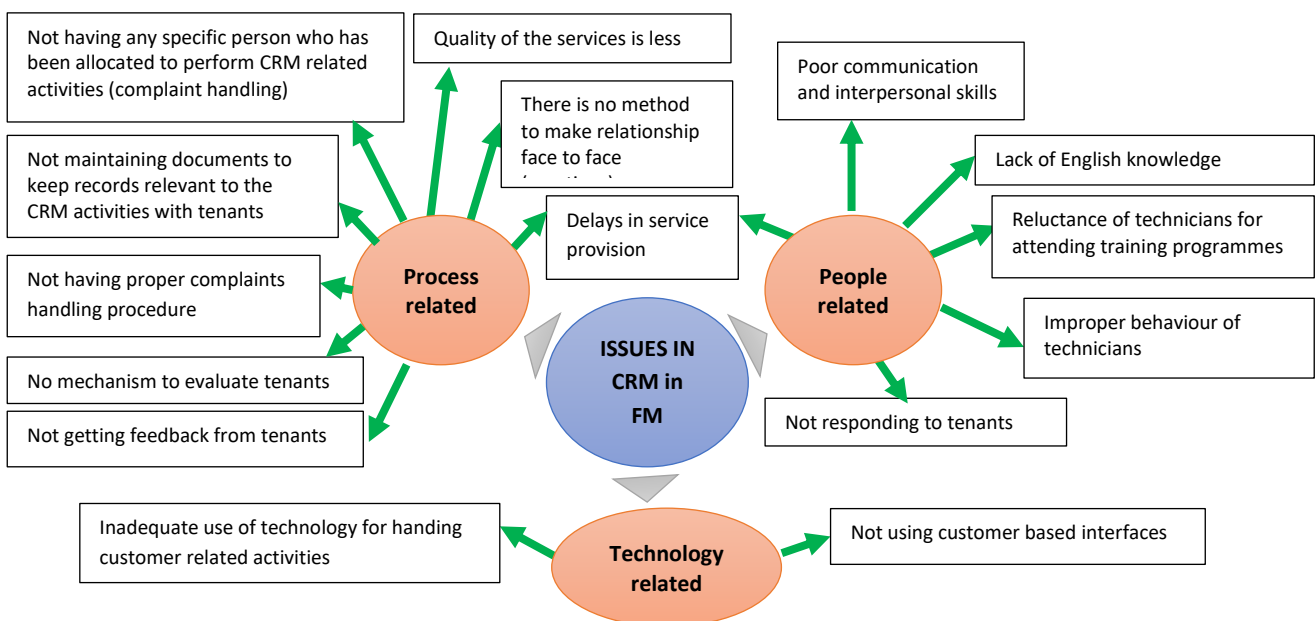 Not having any specific person who has
been allocated to perform CRM related
activities (complaint handling)
Quality of the services is less
There is no method
to make relationship
face to face
Poor communication
and interpersonal skills
Lack of English knowledge
Not maintaining documents to
keep records relevant to the
CRM activities with tenants
Delays in service
provision
Reluctance of technicians for
attending training programmes
Process
related
People
related
Not having proper complaints
handling procedure
Improper behaviour of
technicians
ISSUES IN
CRM in
FM
No mechanism to evaluate tenants
Not getting feedback from tenants
Not responding to tenants
Inadequate use of technology for handing
customer related activities
Technology
related
Not using customer based interfaces